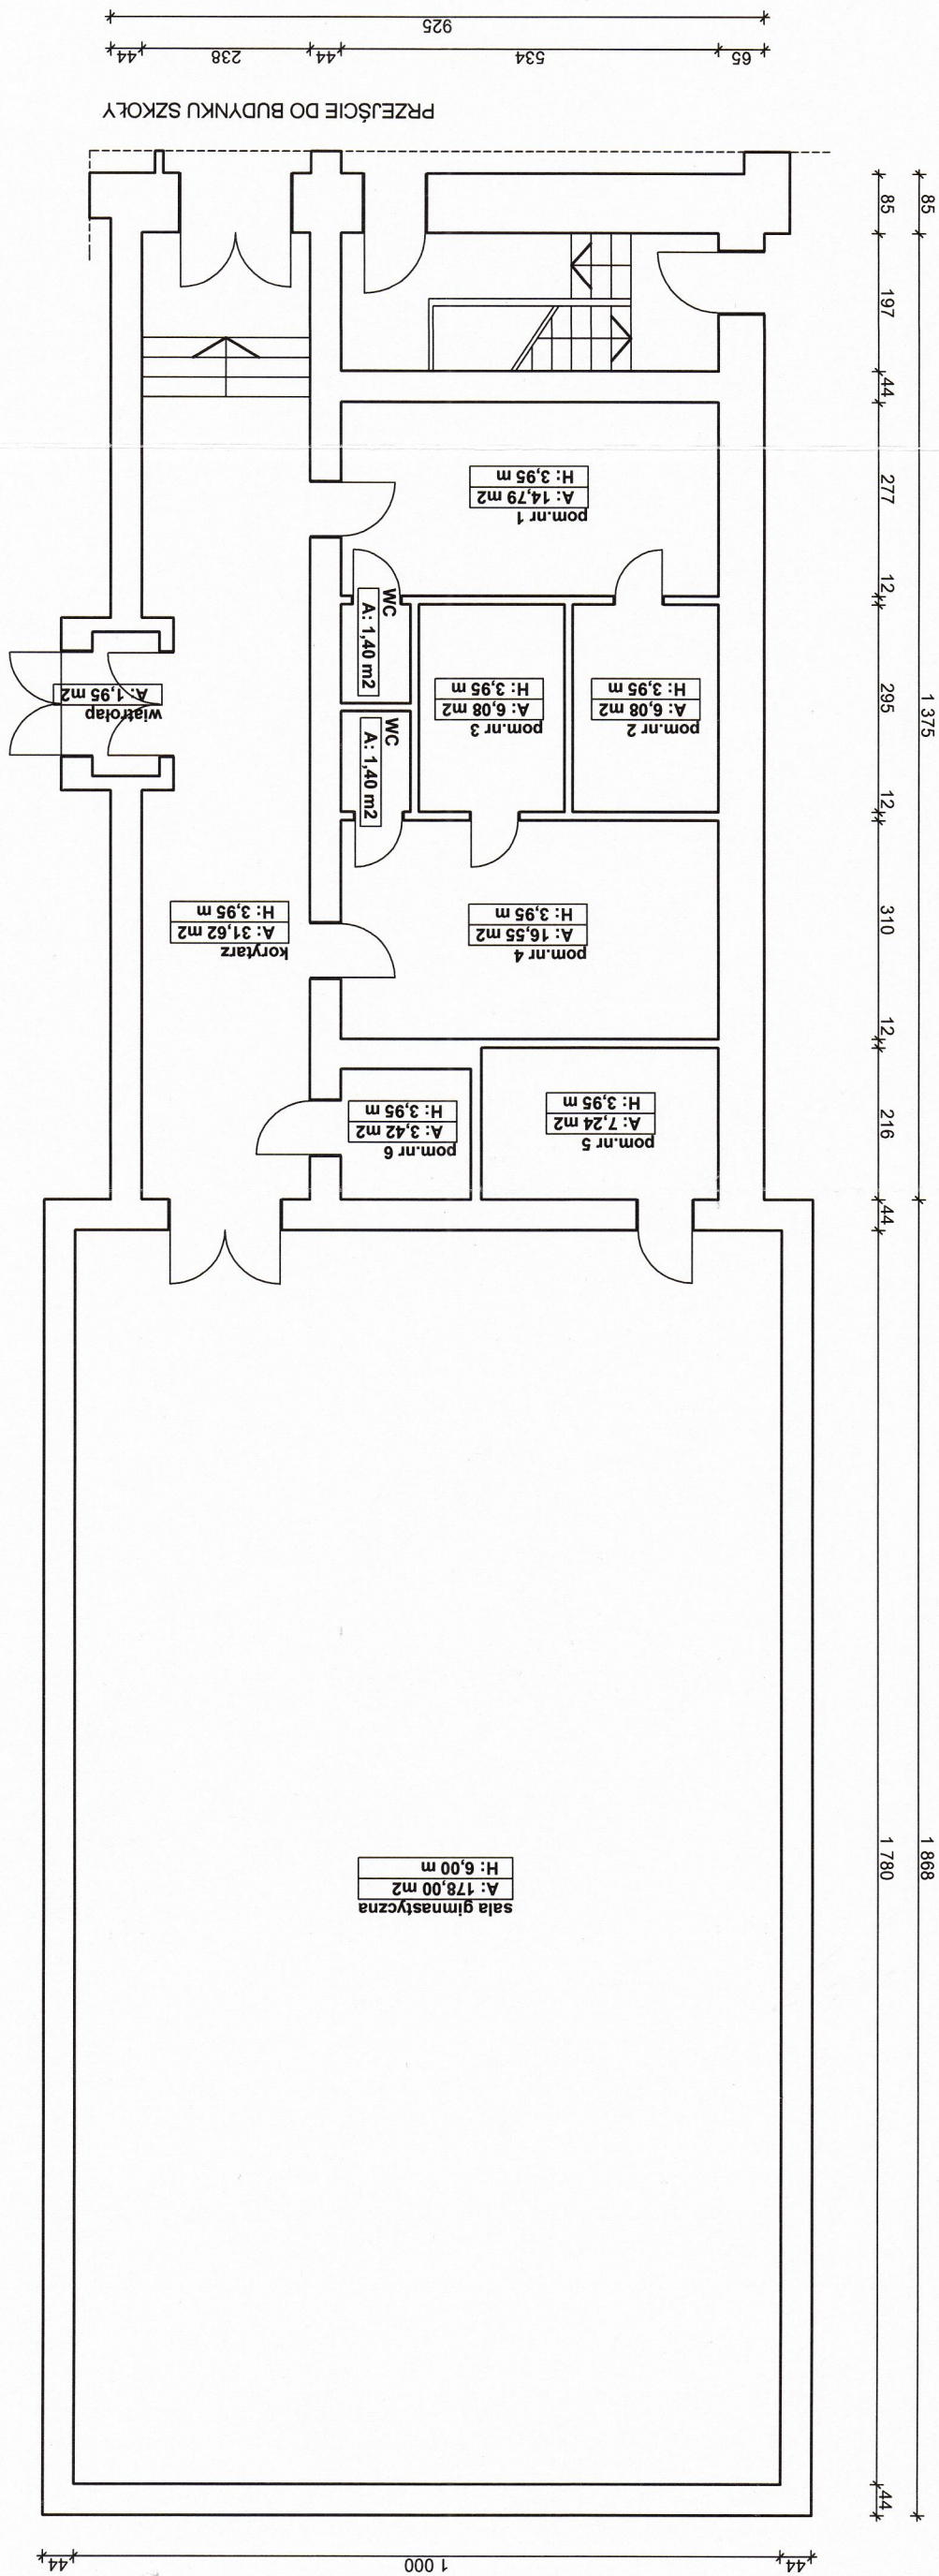 925
44
238
44
534
65
PRZEJŚCIE DO BUDYNKU SZKOŁY
85
85
197
44
277
12
295
12
310
12
216
44
1 375
1 780
1 868
44
pom.nr 1
A: 14,79 m2
H: 3,95 m
WC
A: 1,40 m2
WC
A: 1,40 m2
pom.nr 3
A: 6,08 m2
H: 3,95 m
pom.nr 2
A: 6,08 m2
H: 3,95 m
wiatrołap
A: 1,95 m2
korytarz
A: 31,62 m2
H: 3,95 m
pom.nr 4
A: 16,55 m2
H: 3,95 m
pom.nr 6
A: 3,42 m2
H: 3,95 m
pom.nr 5
A: 7,24 m2
H: 3,95 m
sala gimnastyczna
A: 178,00 m2
H: 6,00 m
44
1 000
44